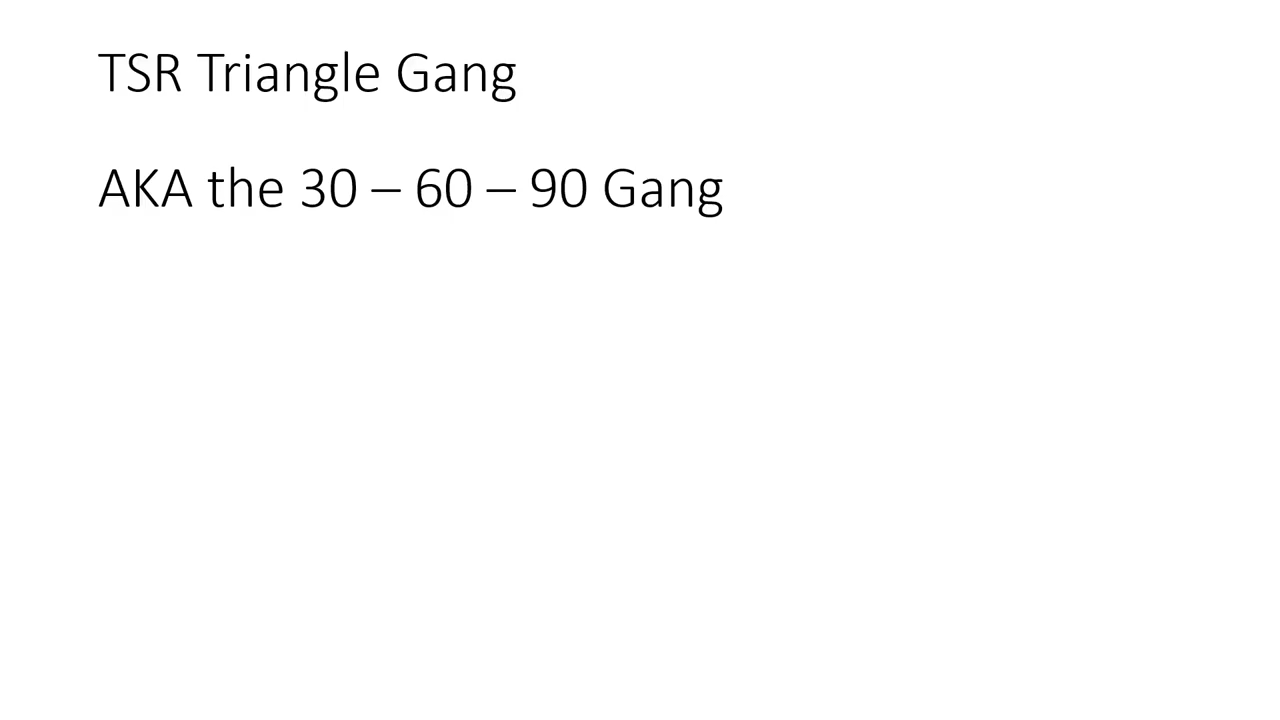 TSR Triangle Gang
AKA the 30 – 60 – 90 Gang